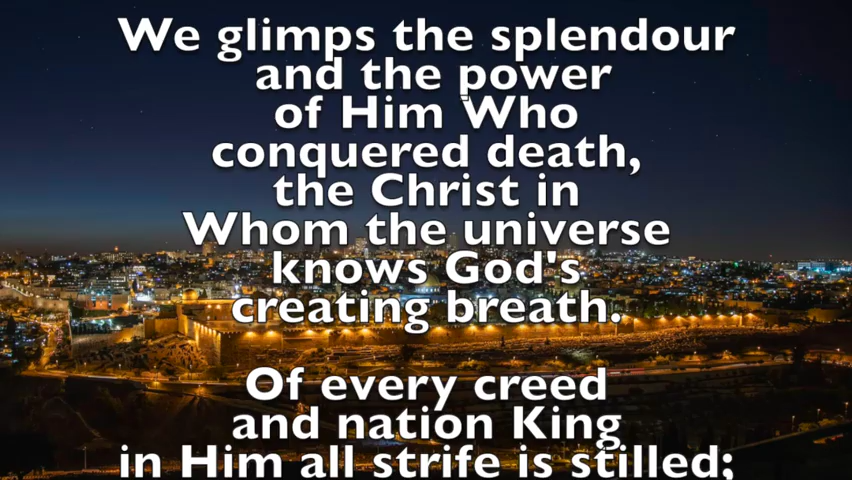 We glimps the splendour
and the power
of Him Who
conquered death,
the Christ in
Whom the universe
knows God's
creating breath.
Of every creed
and nation King
in Him all strife is stilled;